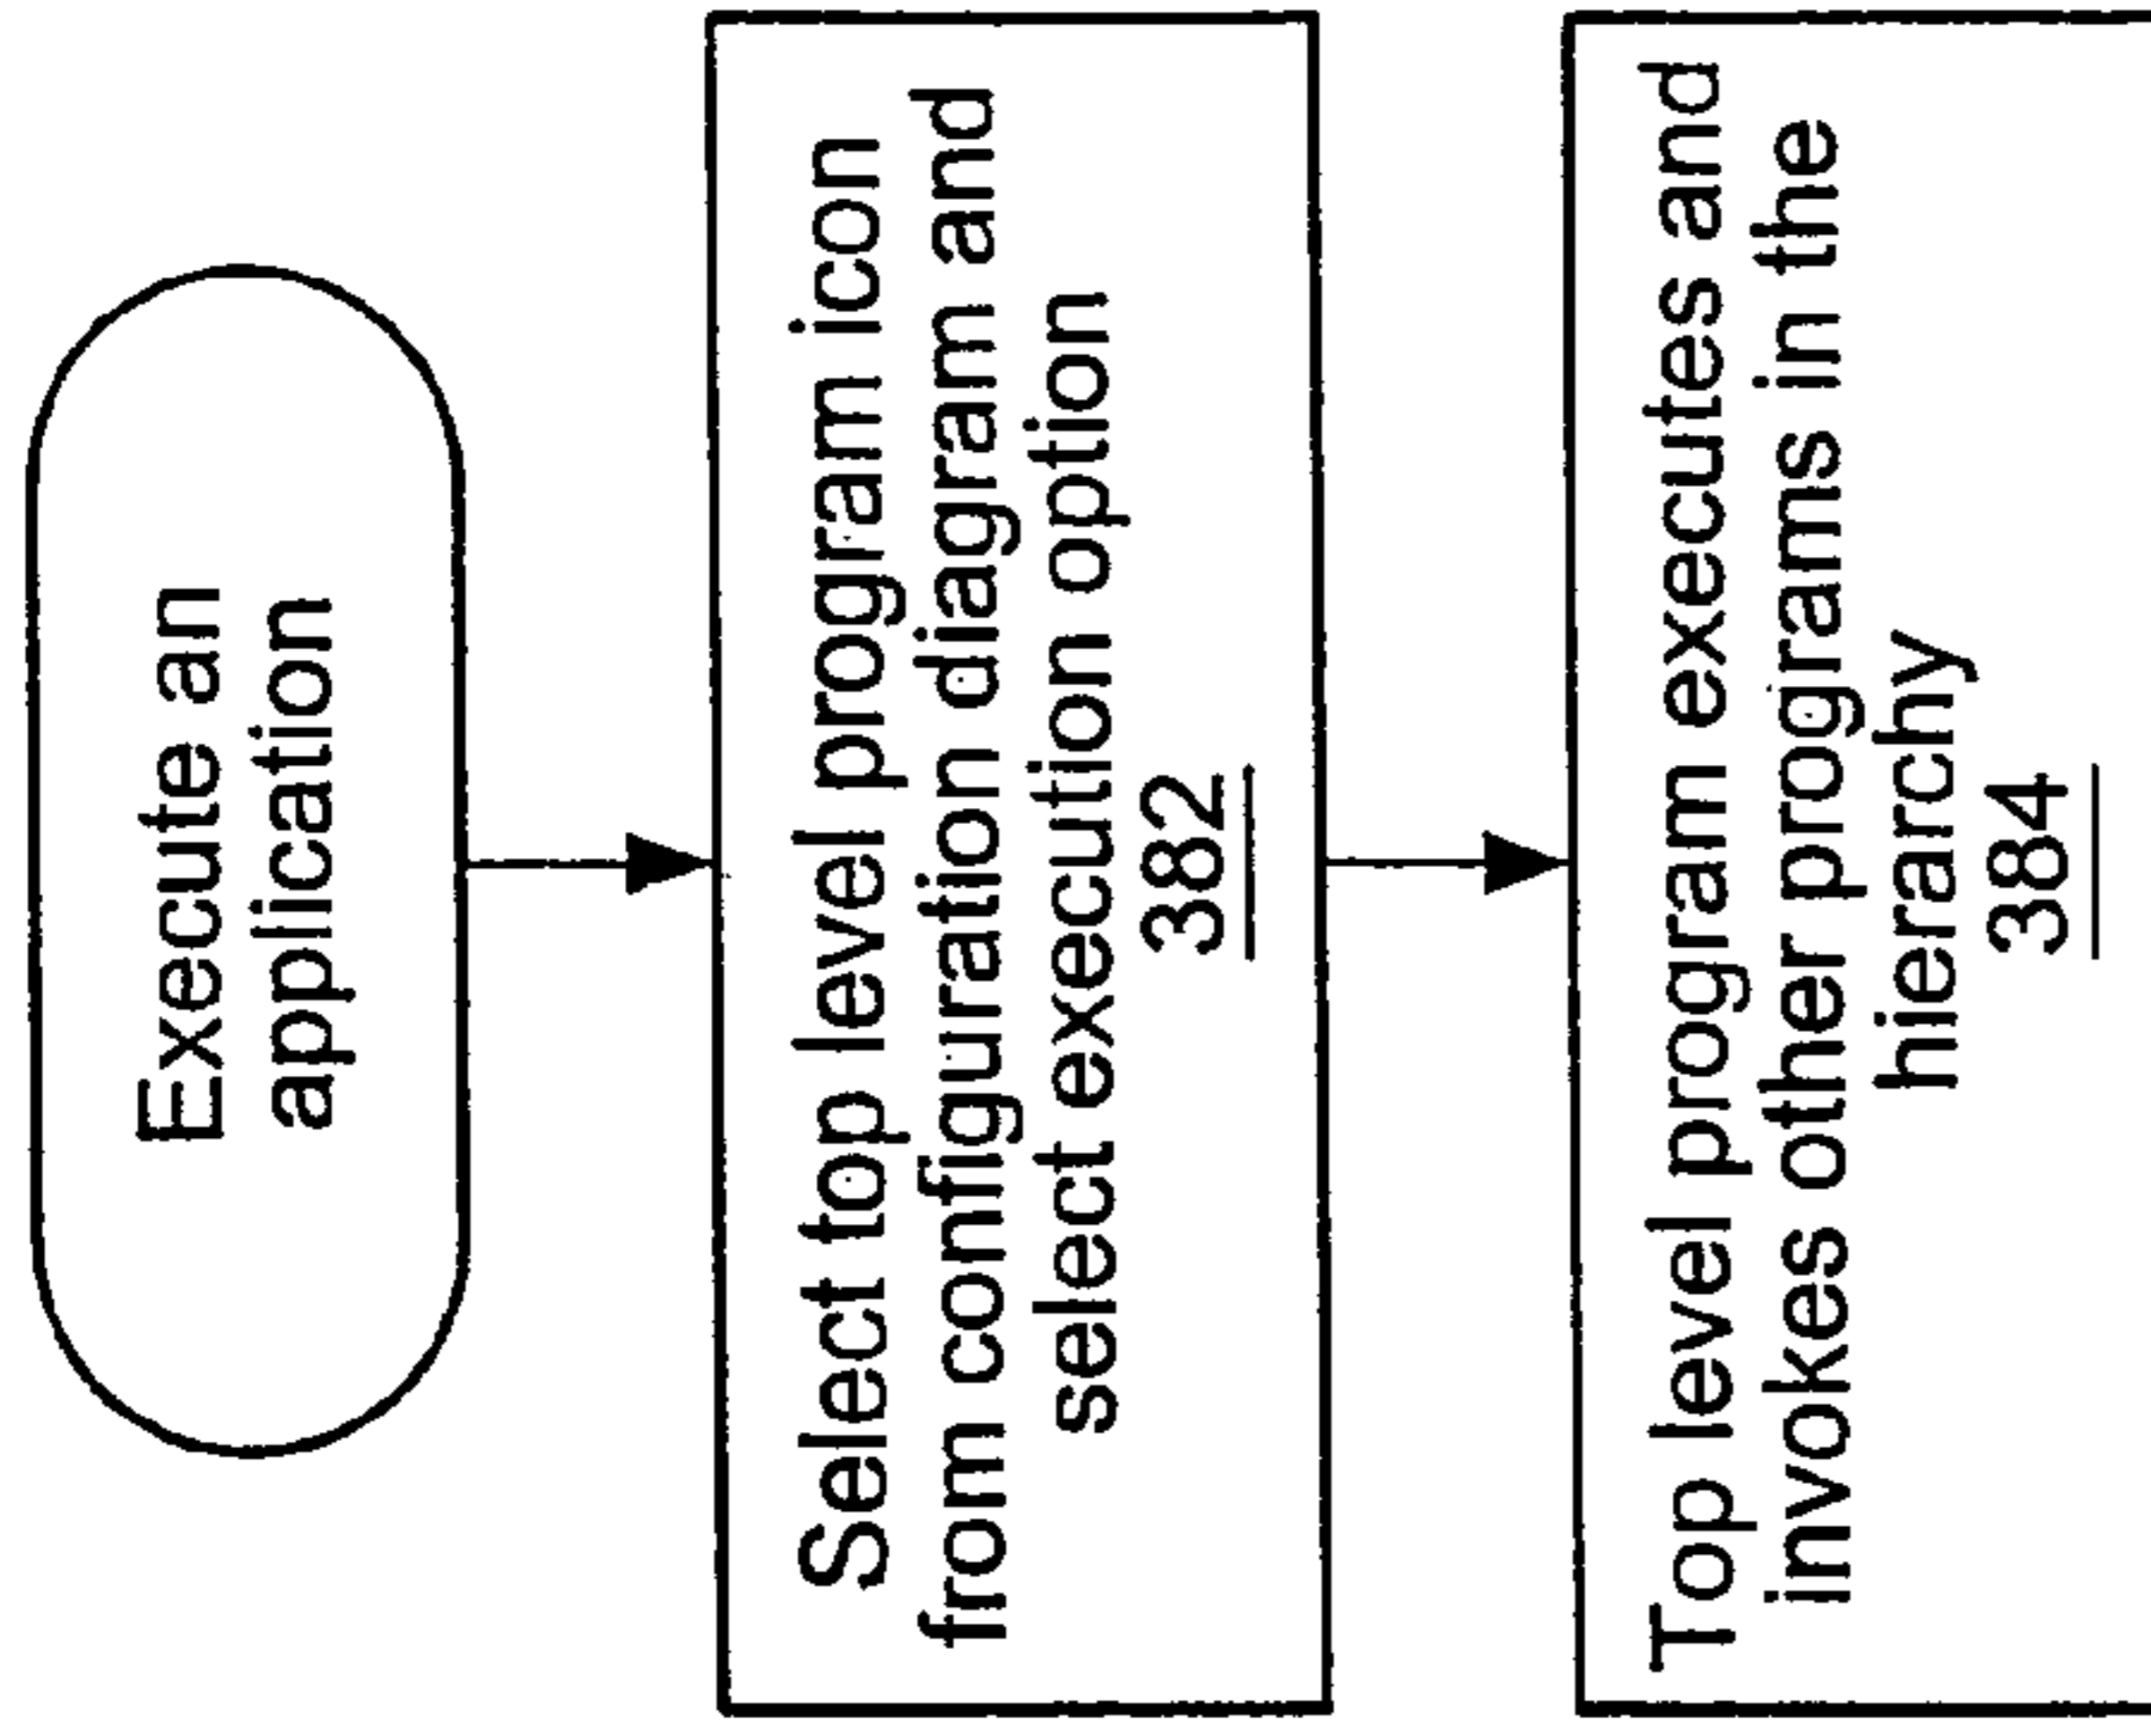 Execute an
application
Select top level program icon
from configuration diagram and
select execution option
382
Top level program executes and
invokes other programs in the
hierarchy
384